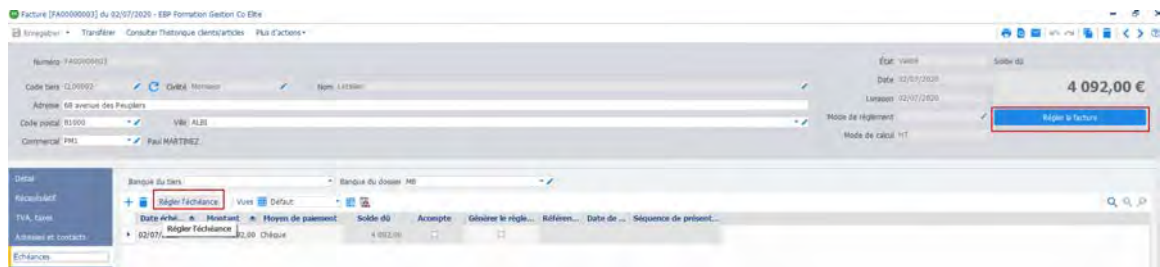 Facture [FA00000003] du 02/07/2020 - EBP Formation Gestion Co Elite
Enregistrer Transférer Consulter l'historique clients/articles Plus d'actions
Numéro FA00000003 État Validé Solde dû
Code tiers CL00002 Civilité Monsieur Nom Date 02/07/2020 4 092,00 €
Adresse 68 avenue des Peupliers Livraison 02/07/2020
Code postal 81000 Ville ALBI Mode de règlement Régler la facture
Commercial PM1 Paul MARTINEZ Mode de calcul HT
Détail Banque du tiers Banque du dossier MB
Récapitulatif Régler l'échéance Vues Défaut
TVA, taxes Date éché... Montant Moyen de paiement Solde dû Acompte Générer le règle... Référen... Date de ... Séquence de présent...
Adresses et contacts 02/07/ 92,00 Chèque 4 092,00
Régler l'échéance
Échéances